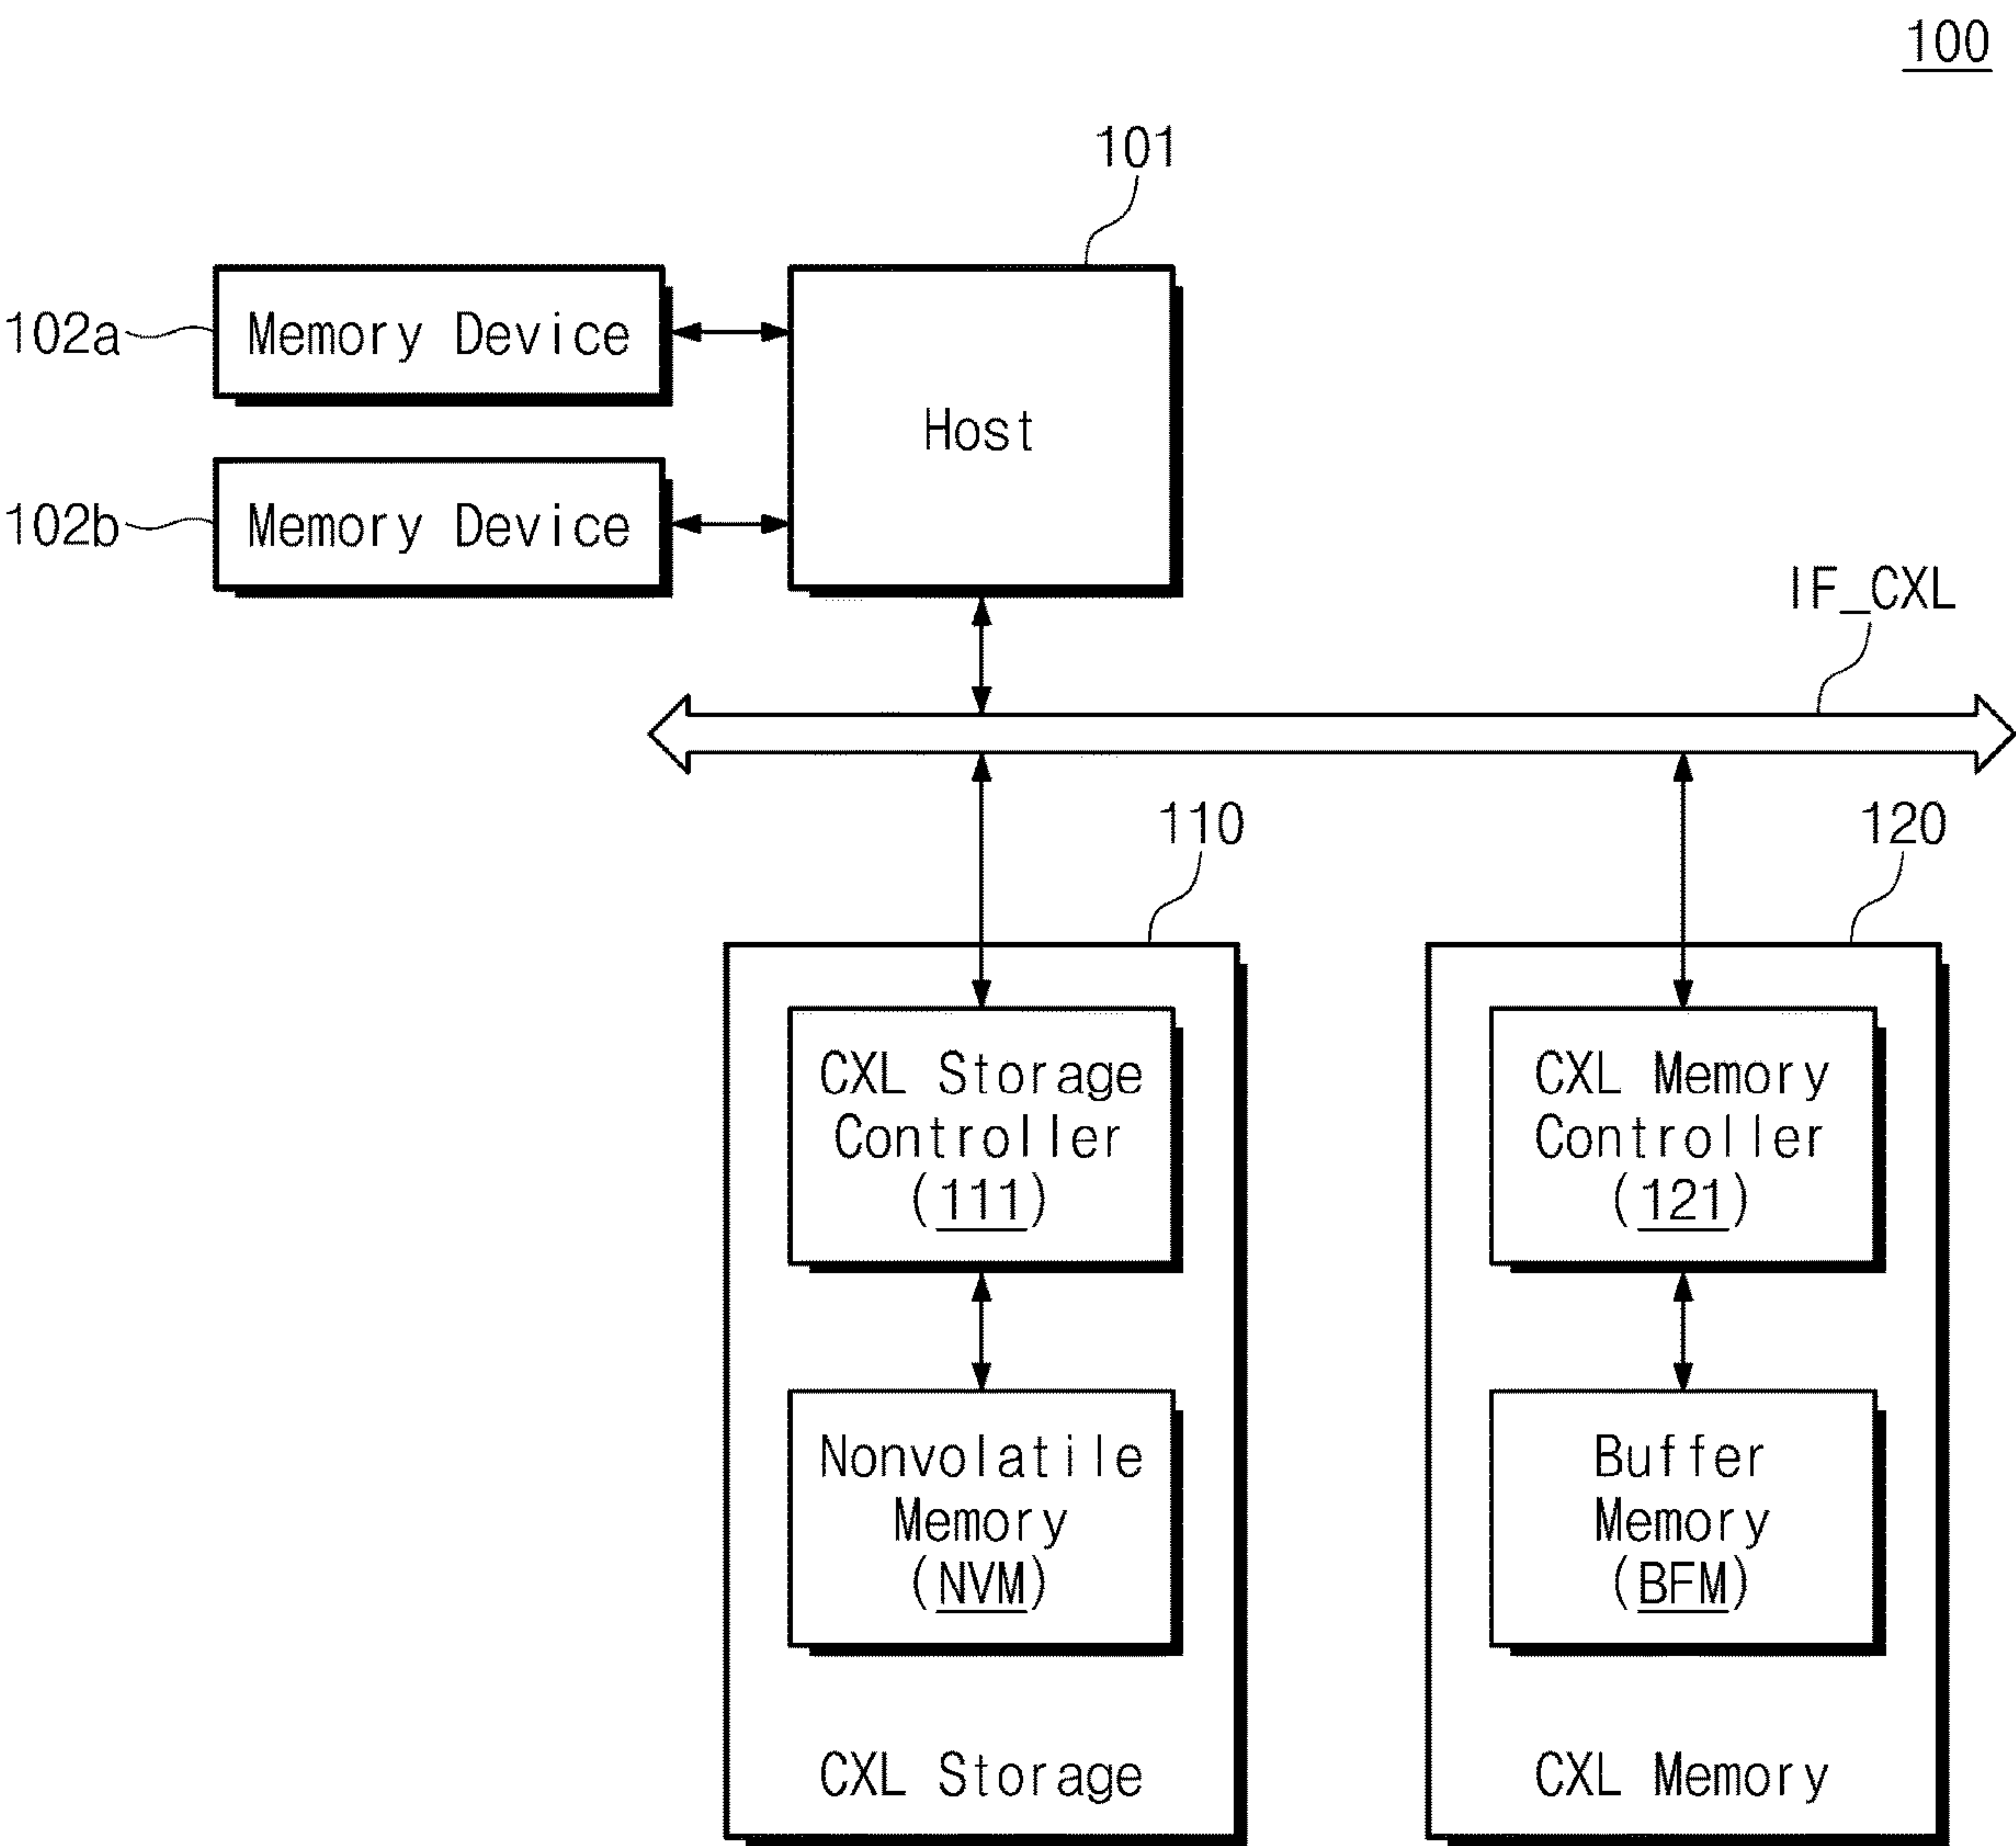 100
101
102a
Memory Device
Host
102b
Memory Device
IF_CXL
110
120
CXL Storage
Controller
(111)
CXL Memory
Controller
(121)
Nonvolatile
Memory
(NVM)
Buffer
Memory
(BFM)
CXL Storage
CXL Memory